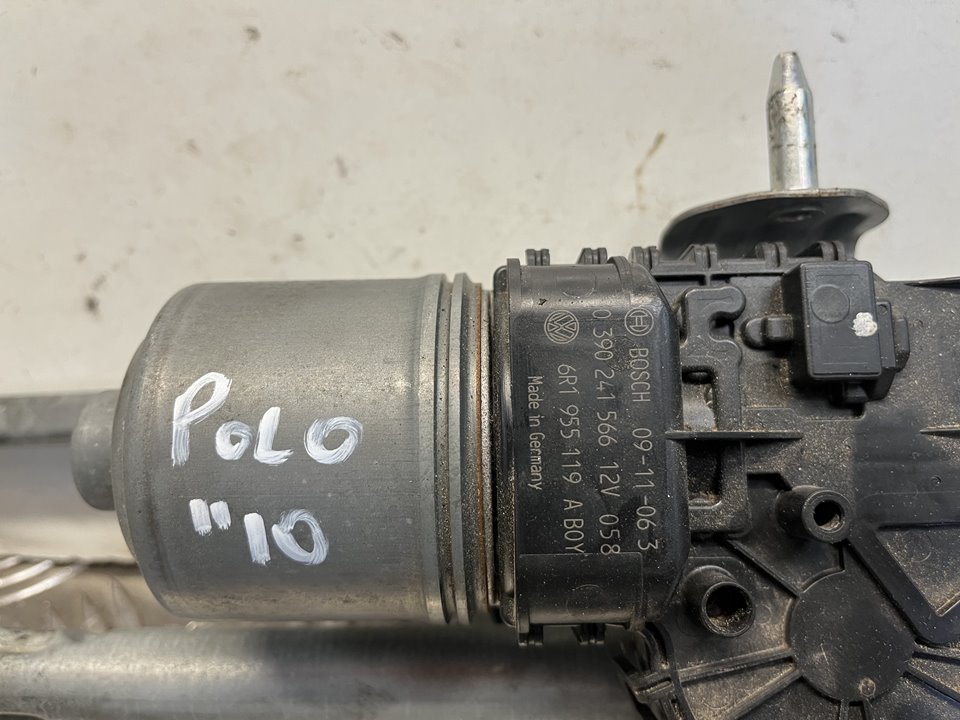 POLO
"10
BOSCH 09-11-06 3
0 390 241 566 12V 058
6R1 955 119 A BOY
Made in Germany